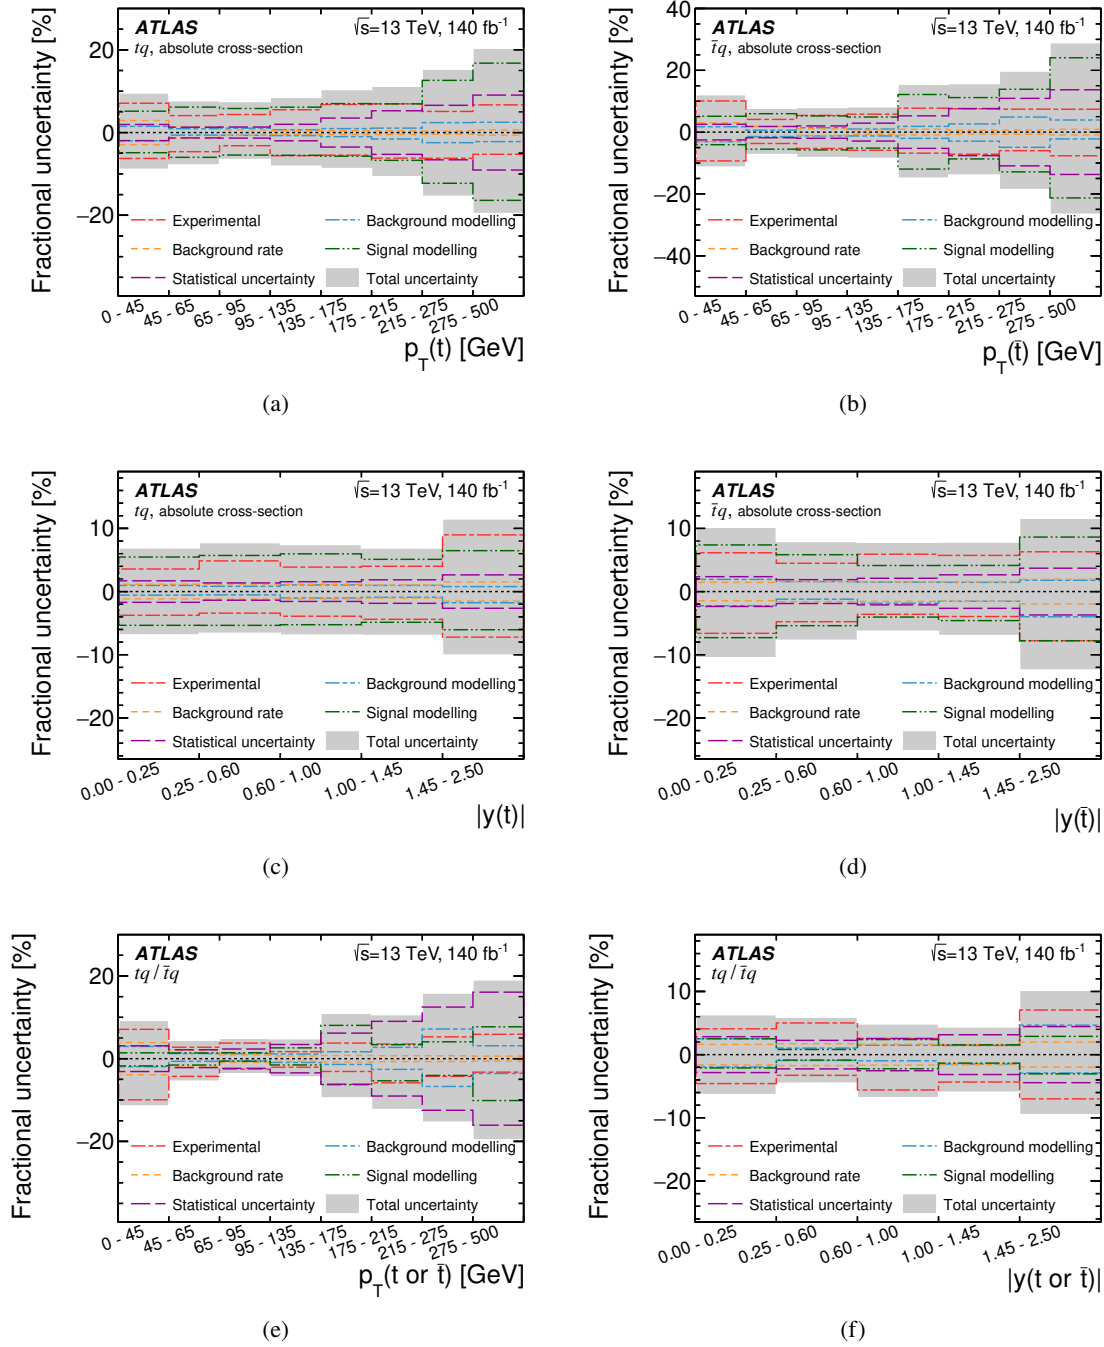 Fractional uncertainty [%]
20
0
−20
ATLAS
√s=13 TeV, 140 fb⁻¹
tq, absolute cross-section
Experimental
Background modelling
Background rate
Signal modelling
Statistical uncertainty
Total uncertainty
0 - 45
45 - 65
65 - 95
95 - 135
135 - 175
175 - 215
215 - 275
275 - 500
p_T(t) [GeV]
(a)
Fractional uncertainty [%]
40
20
0
−20
−40
ATLAS
√s=13 TeV, 140 fb⁻¹
t̄q, absolute cross-section
Experimental
Background modelling
Background rate
Signal modelling
Statistical uncertainty
Total uncertainty
0 - 45
45 - 65
65 - 95
95 - 135
135 - 175
175 - 215
215 - 275
275 - 500
p_T(t̄) [GeV]
(b)
Fractional uncertainty [%]
10
0
−10
−20
ATLAS
√s=13 TeV, 140 fb⁻¹
tq, absolute cross-section
Experimental
Background modelling
Background rate
Signal modelling
Statistical uncertainty
Total uncertainty
0.00 - 0.25
0.25 - 0.60
0.60 - 1.00
1.00 - 1.45
1.45 - 2.50
|y(t)|
(c)
Fractional uncertainty [%]
10
0
−10
−20
ATLAS
√s=13 TeV, 140 fb⁻¹
t̄q, absolute cross-section
Experimental
Background modelling
Background rate
Signal modelling
Statistical uncertainty
Total uncertainty
0.00 - 0.25
0.25 - 0.60
0.60 - 1.00
1.00 - 1.45
1.45 - 2.50
|y(t̄)|
(d)
Fractional uncertainty [%]
20
0
−20
ATLAS
√s=13 TeV, 140 fb⁻¹
tq / t̄q
Experimental
Background modelling
Background rate
Signal modelling
Statistical uncertainty
Total uncertainty
0 - 45
45 - 65
65 - 95
95 - 135
135 - 175
175 - 215
215 - 275
275 - 500
p_T(t or t̄) [GeV]
(e)
Fractional uncertainty [%]
10
0
−10
−20
ATLAS
√s=13 TeV, 140 fb⁻¹
tq / t̄q
Experimental
Background modelling
Background rate
Signal modelling
Statistical uncertainty
Total uncertainty
0.00 - 0.25
0.25 - 0.60
0.60 - 1.00
1.00 - 1.45
1.45 - 2.50
|y(t or t̄)|
(f)